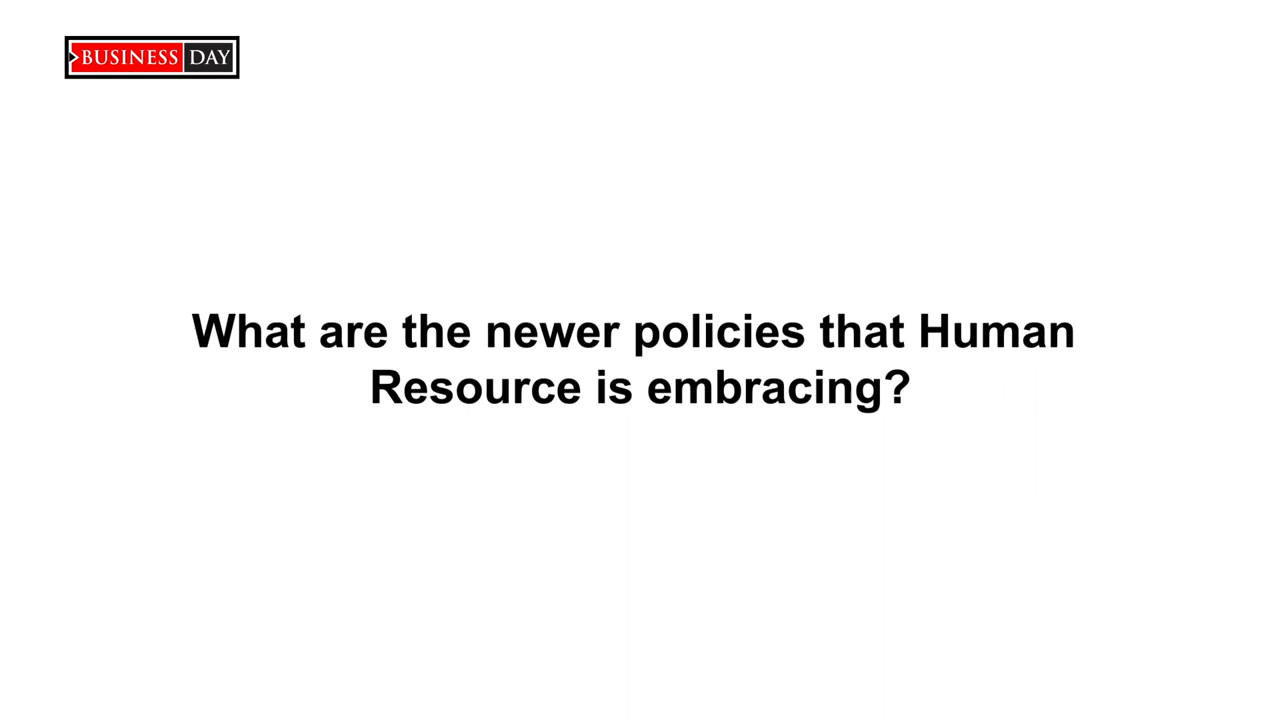 BUSINESS DAY
What are the newer policies that Human
Resource is embracing?